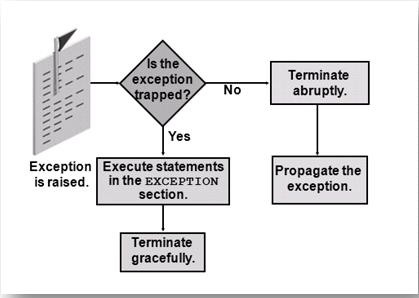 Is the
exception
trapped?
No
Terminate
abruptly.
Yes
Exception
is raised.
Execute statements
in the EXCEPTION
section.
Propagate the
exception.
Terminate
gracefully.